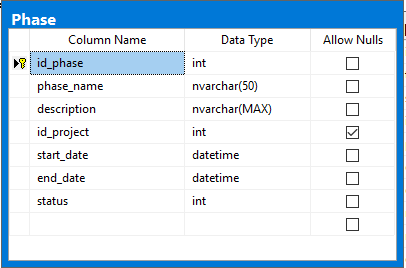 Phase
Column Name Data Type Allow Nulls
id_phase int
phase_name nvarchar(50)
description nvarchar(MAX)
id_project int
start_date datetime
end_date datetime
status int